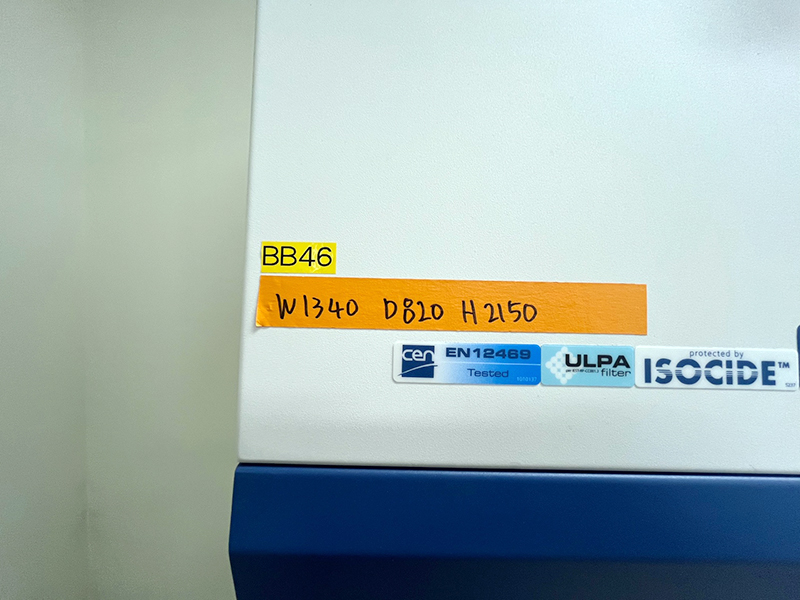 BB46
W1340 D820 H2150
cen EN12469 Tested
ULPA filter
protected by
ISOCIDE™